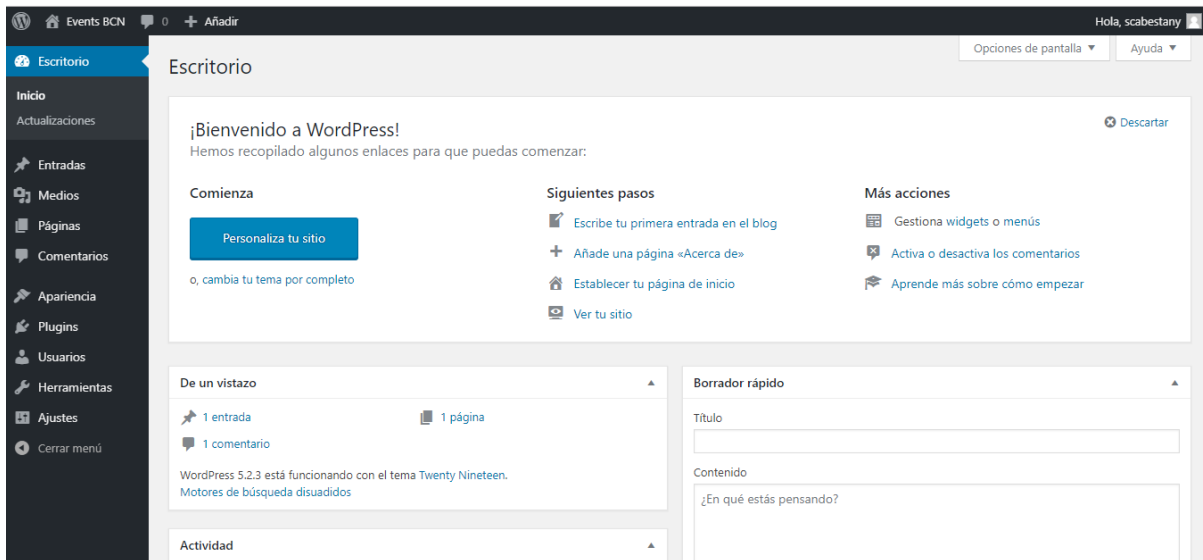 Events BCN 0 Añadir Hola, scabestany
Opciones de pantalla Ayuda
Escritorio
Inicio
Actualizaciones
Entradas
Medios
Páginas
Comentarios
Apariencia
Plugins
Usuarios
Herramientas
Ajustes
Cerrar menú
Escritorio
¡Bienvenido a WordPress!
Descartar
Hemos recopilado algunos enlaces para que puedas comenzar:
Comienza
Personaliza tu sitio
o, cambia tu tema por completo
Siguientes pasos
Escribe tu primera entrada en el blog
Añade una página «Acerca de»
Establecer tu página de inicio
Ver tu sitio
Más acciones
Gestiona widgets o menús
Activa o desactiva los comentarios
Aprende más sobre cómo empezar
De un vistazo
1 entrada
1 página
1 comentario
WordPress 5.2.3 está funcionando con el tema Twenty Nineteen.
Motores de búsqueda disuadidos
Actividad
Borrador rápido
Título
Contenido
¿En qué estás pensando?